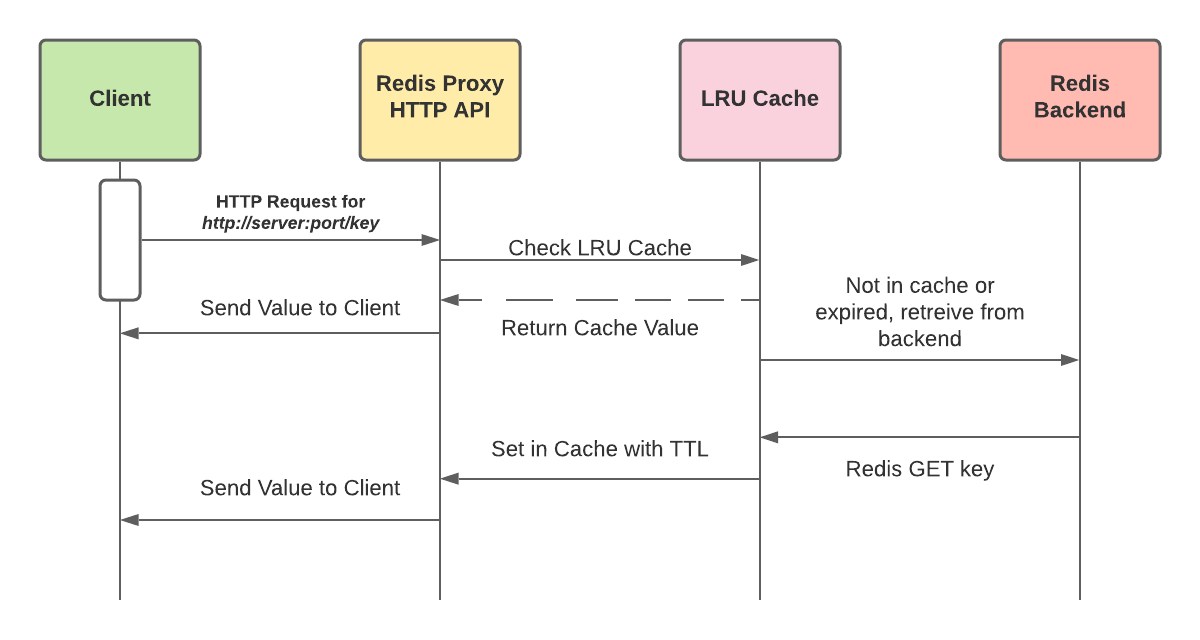 Client
Redis Proxy
HTTP API
LRU Cache
Redis
Backend
HTTP Request for
http://server:port/key
Check LRU Cache
Not in cache or
expired, retreive from
backend
Send Value to Client
Return Cache Value
Set in Cache with TTL
Redis GET key
Send Value to Client